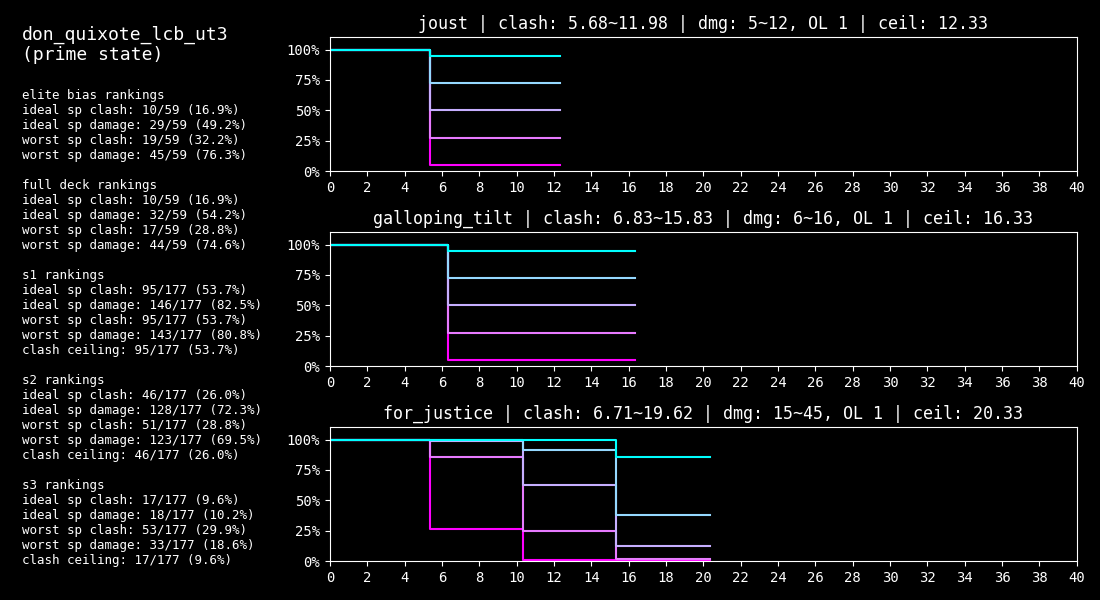 don_quixote_lcb_ut3
(prime state)
elite bias rankings
ideal sp clash: 10/59 (16.9%)
ideal sp damage: 29/59 (49.2%)
worst sp clash: 19/59 (32.2%)
worst sp damage: 45/59 (76.3%)
full deck rankings
ideal sp clash: 10/59 (16.9%)
ideal sp damage: 32/59 (54.2%)
worst sp clash: 17/59 (28.8%)
worst sp damage: 44/59 (74.6%)
s1 rankings
ideal sp clash: 95/177 (53.7%)
ideal sp damage: 146/177 (82.5%)
worst sp clash: 95/177 (53.7%)
worst sp damage: 143/177 (80.8%)
clash ceiling: 95/177 (53.7%)
s2 rankings
ideal sp clash: 46/177 (26.0%)
ideal sp damage: 128/177 (72.3%)
worst sp clash: 51/177 (28.8%)
worst sp damage: 123/177 (69.5%)
clash ceiling: 46/177 (26.0%)
s3 rankings
ideal sp clash: 17/177 (9.6%)
ideal sp damage: 18/177 (10.2%)
worst sp clash: 53/177 (29.9%)
worst sp damage: 33/177 (18.6%)
clash ceiling: 17/177 (9.6%)
joust | clash: 5.68~11.98 | dmg: 5~12, OL 1 | ceil: 12.33
100%
75%
50%
25%
0%
0 2 4 6 8 10 12 14 16 18 20 22 24 26 28 30 32 34 36 38 40
galloping_tilt | clash: 6.83~15.83 | dmg: 6~16, OL 1 | ceil: 16.33
100%
75%
50%
25%
0%
0 2 4 6 8 10 12 14 16 18 20 22 24 26 28 30 32 34 36 38 40
for_justice | clash: 6.71~19.62 | dmg: 15~45, OL 1 | ceil: 20.33
100%
75%
50%
25%
0%
0 2 4 6 8 10 12 14 16 18 20 22 24 26 28 30 32 34 36 38 40